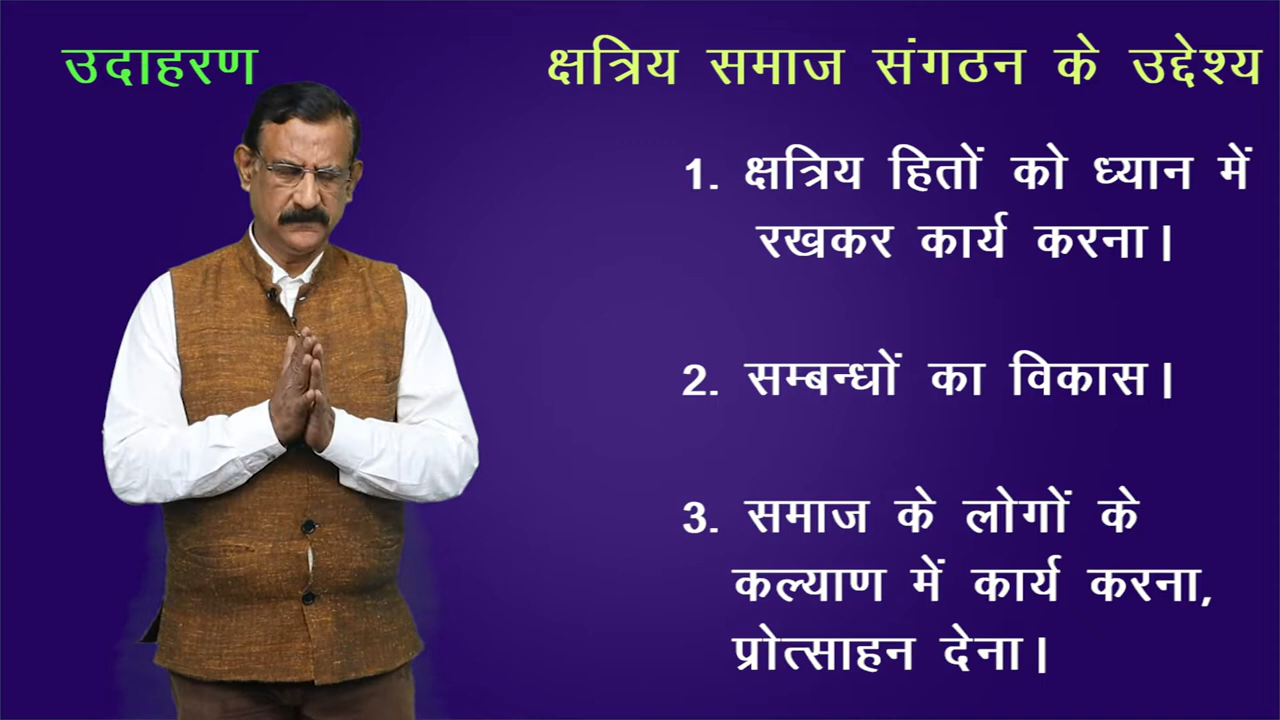 उदाहरण
क्षत्रिय समाज संगठन के उद्देश्य
1. क्षत्रिय हितों को ध्यान में
रखकर कार्य करना।
2. सम्बन्धों का विकास।
3. समाज के लोगों के
कल्याण में कार्य करना,
प्रोत्साहन देना।